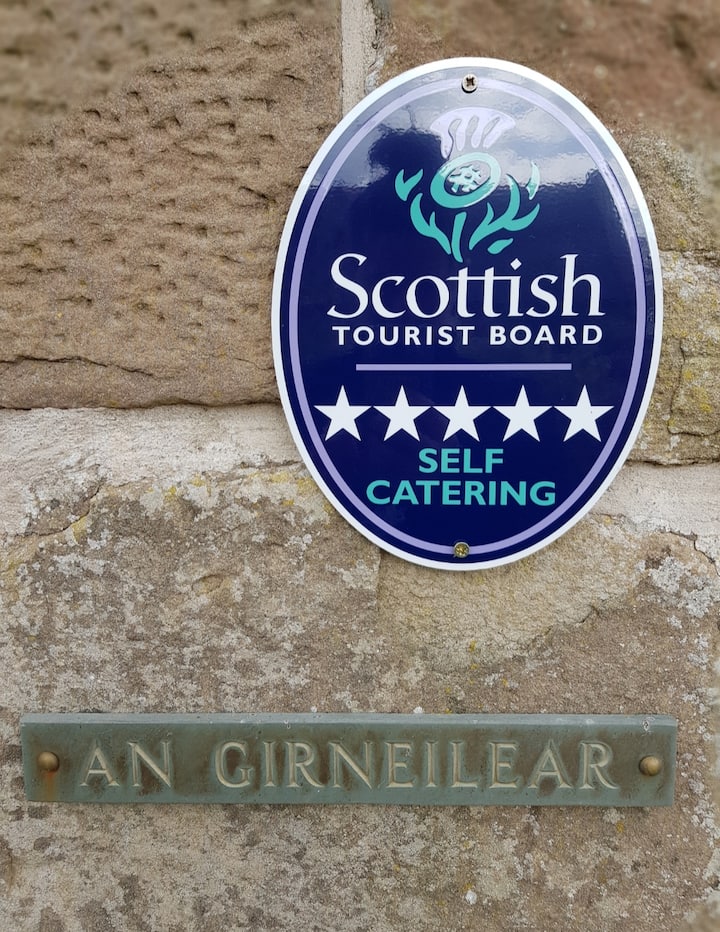 Scottish
TOURIST BOARD
SELF
CATERING
AN GIRNEILEAR